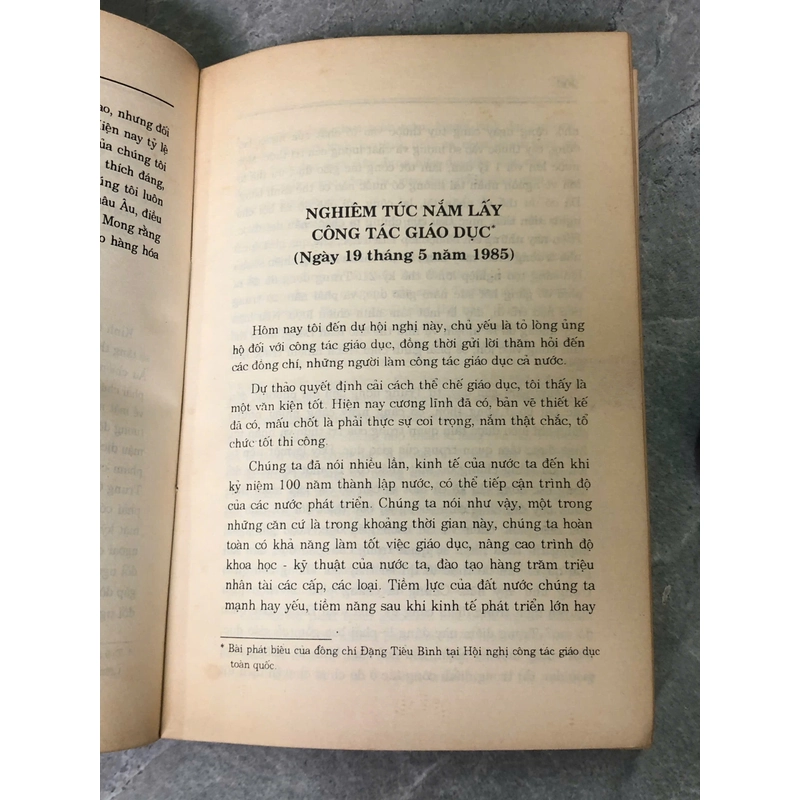 ao, nhưng đối
iện nay tỷ lệ
ủa chúng tôi
thích đáng,
úng tôi luôn
hâu Âu, điều
Mong rằng
o hàng hóa
NGHIÊM TÚC NẮM LẤY
CÔNG TÁC GIÁO DỤC*
(Ngày 19 tháng 5 năm 1985)
Hôm nay tôi đến dự hội nghị này, chủ yếu là tỏ lòng ủng
hộ đối với công tác giáo dục, đồng thời gửi lời thăm hỏi đến
các đồng chí, những người làm công tác giáo dục cả nước.
Dự thảo quyết định cải cách thể chế giáo dục, tôi thấy là
một văn kiện tốt. Hiện nay cương lĩnh đã có, bản vẽ thiết kế
đã có, mấu chốt là phải thực sự coi trọng, nắm thật chắc, tổ
chức tốt thi công.
Chúng ta đã nói nhiều lần, kinh tế của nước ta đến khi
kỷ niệm 100 năm thành lập nước, có thể tiếp cận trình độ
của các nước phát triển. Chúng ta nói như vậy, một trong
những căn cứ là trong khoảng thời gian này, chúng ta hoàn
toàn có khả năng làm tốt việc giáo dục, nâng cao trình độ
khoa học - kỹ thuật của nước ta, đào tạo hàng trăm triệu
nhân tài các cấp, các loại. Tiềm lực của đất nước chúng ta
mạnh hay yếu, tiềm năng sau khi kinh tế phát triển lớn hay
* Bài phát biểu của đồng chí Đặng Tiểu Bình tại Hội nghị công tác giáo dục
toàn quốc.